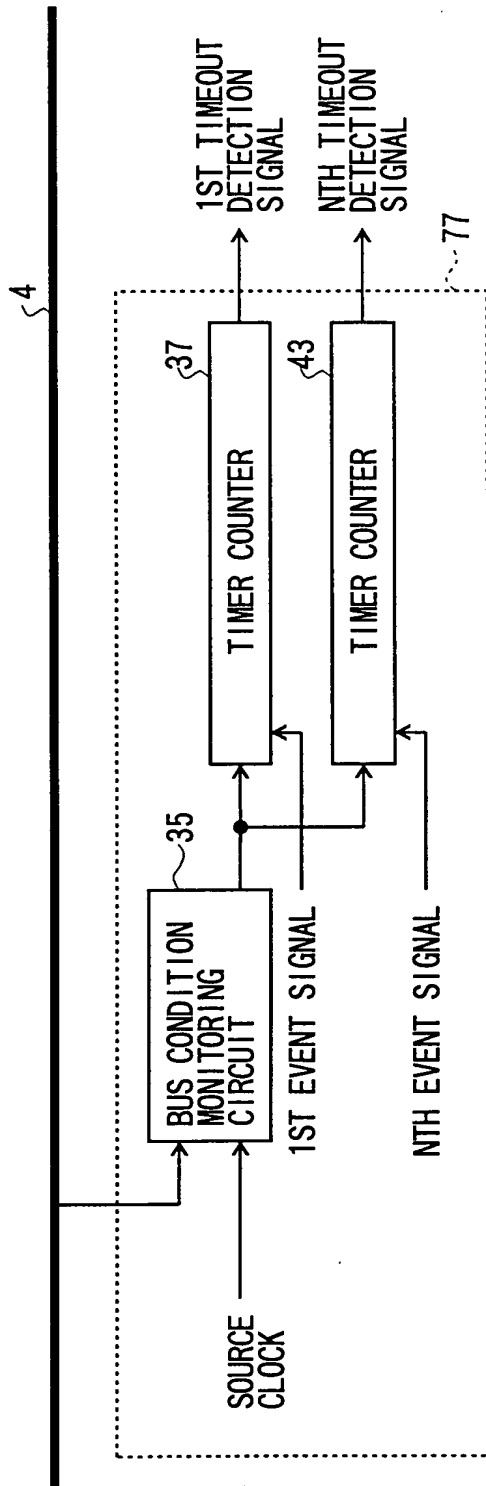 4
77
SOURCE
CLOCK
35
BUS CONDITION
MONITORING
CIRCUIT
37
TIMER COUNTER
1ST EVENT SIGNAL
1ST TIMEOUT
DETECTION
SIGNAL
43
TIMER COUNTER
NTH EVENT SIGNAL
NTH TIMEOUT
DETECTION
SIGNAL